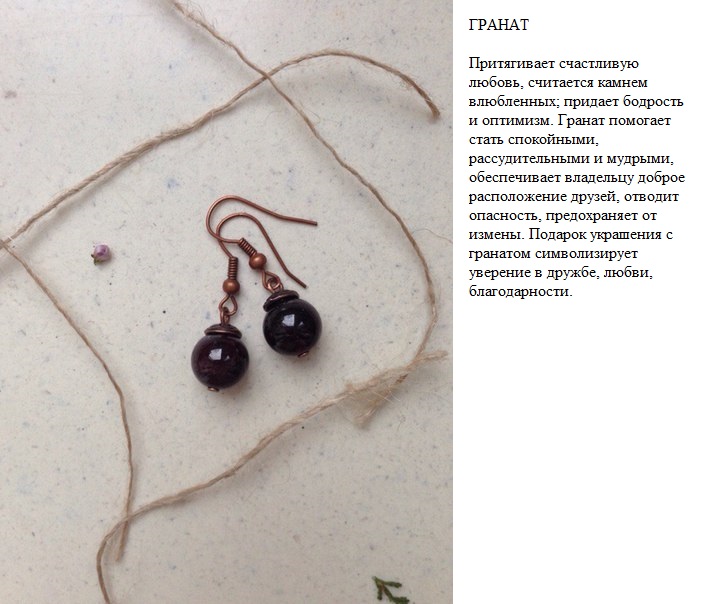 ГРАНАТ
Притягивает счастливую
любовь, считается камнем
влюбленных; придает бодрость
и оптимизм. Гранат помогает
стать спокойными,
рассудительными и мудрыми,
обеспечивает владельцу доброе
расположение друзей, отводит
опасность, предохраняет от
измены. Подарок украшения с
гранатом символизирует
уверение в дружбе, любви,
благодарности.